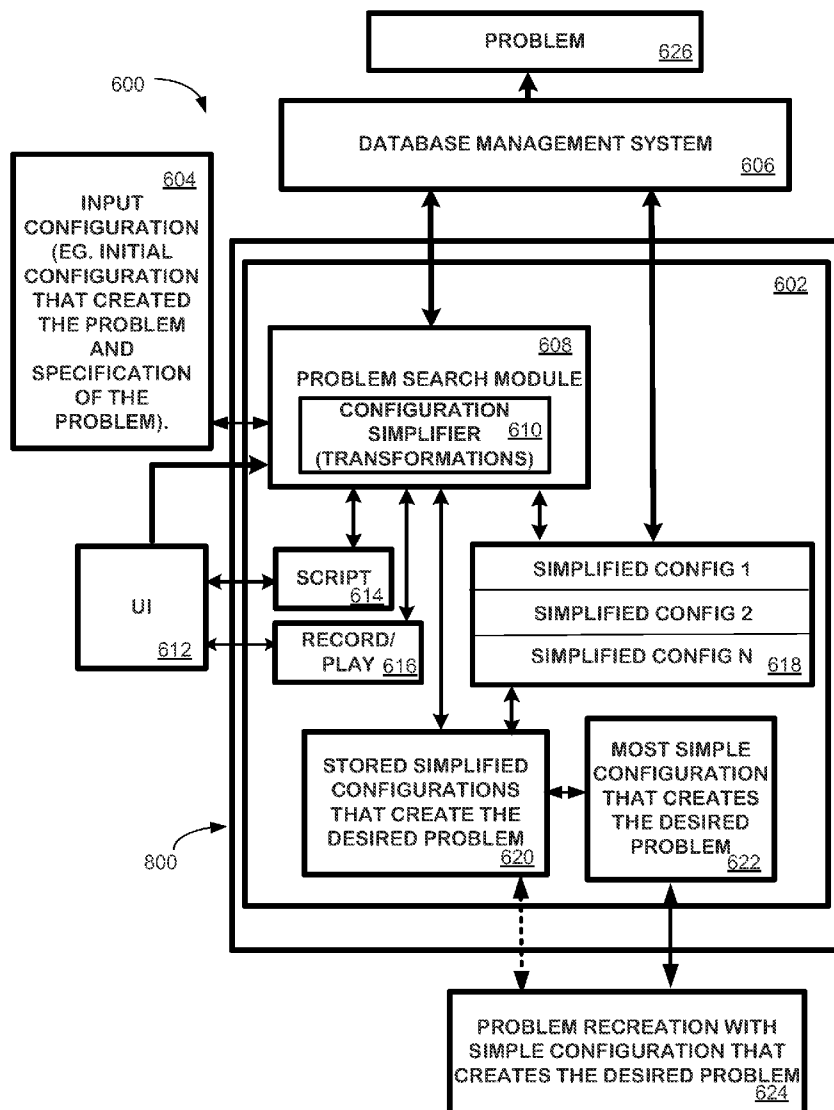 PROBLEM
626
600
DATABASE MANAGEMENT SYSTEM
606
604
INPUT
CONFIGURATION
(EG. INITIAL
CONFIGURATION
THAT CREATED
THE PROBLEM
AND
SPECIFICATION
OF THE
PROBLEM).
602
608
PROBLEM SEARCH MODULE
CONFIGURATION
SIMPLIFIER
(TRANSFORMATIONS)
610
UI
612
SCRIPT
614
RECORD/
PLAY
616
SIMPLIFIED CONFIG 1
SIMPLIFIED CONFIG 2
SIMPLIFIED CONFIG N
618
STORED SIMPLIFIED
CONFIGURATIONS
THAT CREATE THE
DESIRED PROBLEM
620
MOST SIMPLE
CONFIGURATION
THAT CREATES
THE DESIRED
PROBLEM
622
800
PROBLEM RECREATION WITH
SIMPLE CONFIGURATION THAT
CREATES THE DESIRED PROBLEM
624